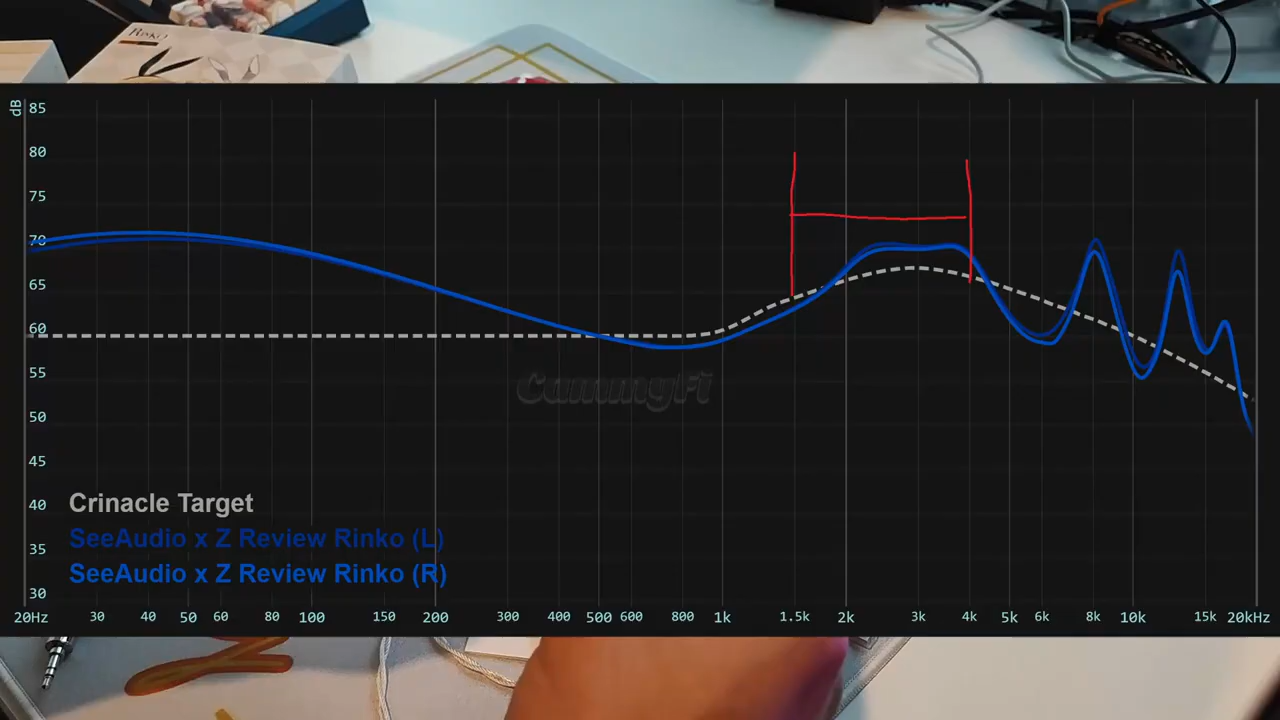 RINKO
dB
85
80
75
70
65
60
55
50
45
40
35
30
CammyFi
Crinacle Target
SeeAudio x Z Review Rinko (L)
SeeAudio x Z Review Rinko (R)
20Hz 30 40 50 60 80 100 150 200 300 400 500 600 800 1k 1.5k 2k 3k 4k 5k 6k 8k 10k 15k 20kHz